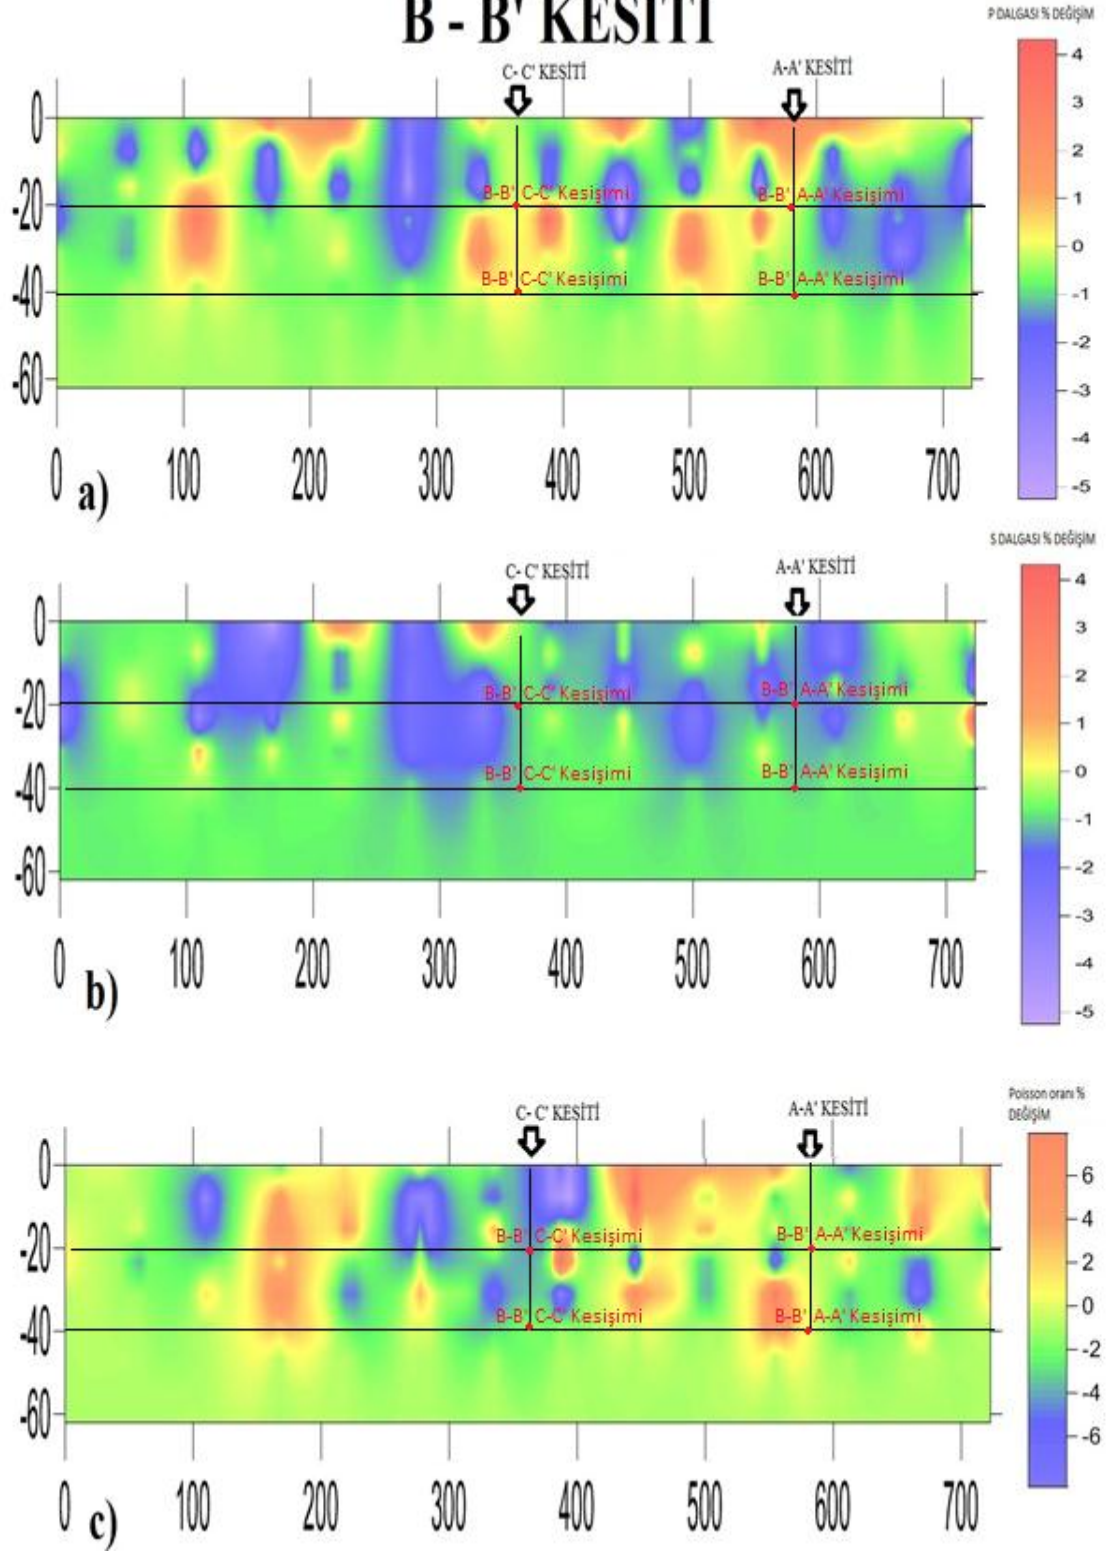 B - B' KESİTİ
P DALGASI % DEĞİŞİM
C- C' KESİTİ
A-A' KESİTİ
B-B' C-C' Kesişimi
B-B' A-A' Kesişimi
B-B' C-C' Kesişimi
B-B' A-A' Kesişimi
0
-20
-40
-60
0 100 200 300 400 500 600 700
a)
4
3
2
1
0
-1
-2
-3
-4
-5
S DALGASI % DEĞİŞİM
C- C' KESİTİ
A-A' KESİTİ
B-B' C-C' Kesişimi
B-B' A-A' Kesişimi
B-B' C-C' Kesişimi
B-B' A-A' Kesişimi
0
-20
-40
-60
0 100 200 300 400 500 600 700
b)
4
3
2
1
0
-1
-2
-3
-4
-5
Poisson oranı %
DEĞİŞİM
C- C' KESİTİ
A-A' KESİTİ
B-B' C-C' Kesişimi
B-B' A-A' Kesişimi
B-B' C-C' Kesişimi
B-B' A-A' Kesişimi
0
-20
-40
-60
0 100 200 300 400 500 600 700
c)
6
4
2
0
-2
-4
-6